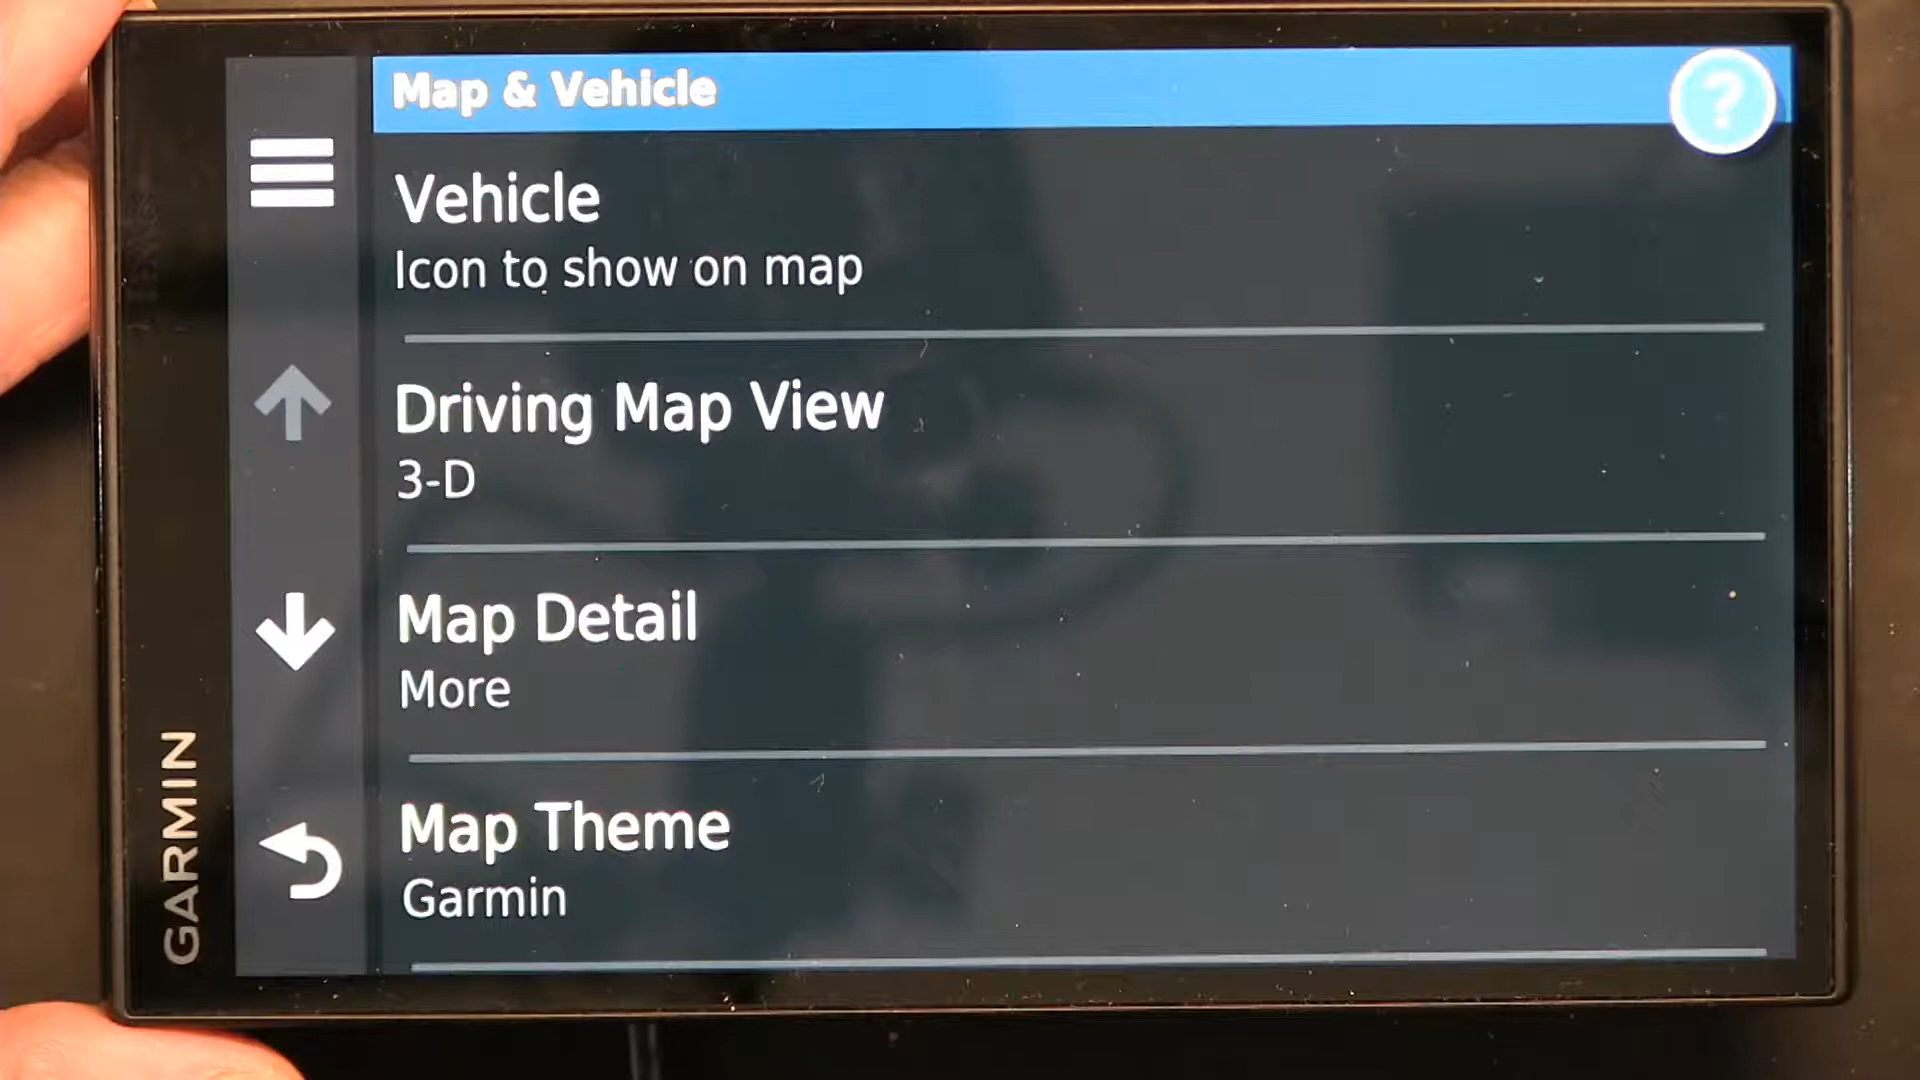 Map & Vehicle
?
Vehicle
Icon to show on map
Driving Map View
3-D
Map Detail
More
Map Theme
Garmin
GARMIN